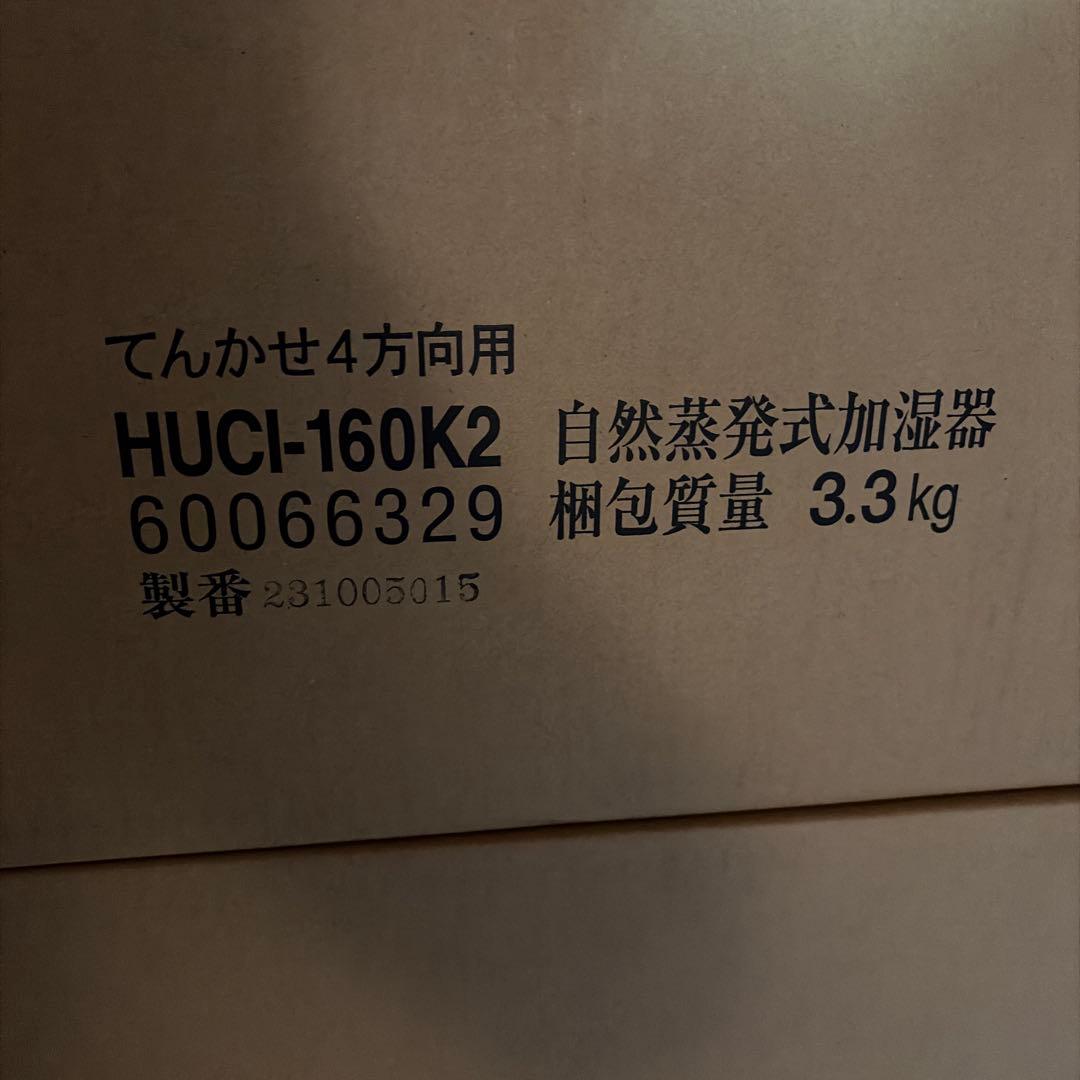 てんかせ4方向用
HUCI-160K2 自然蒸発式加湿器
60066329 梱包質量 3.3kg
製番 231005015